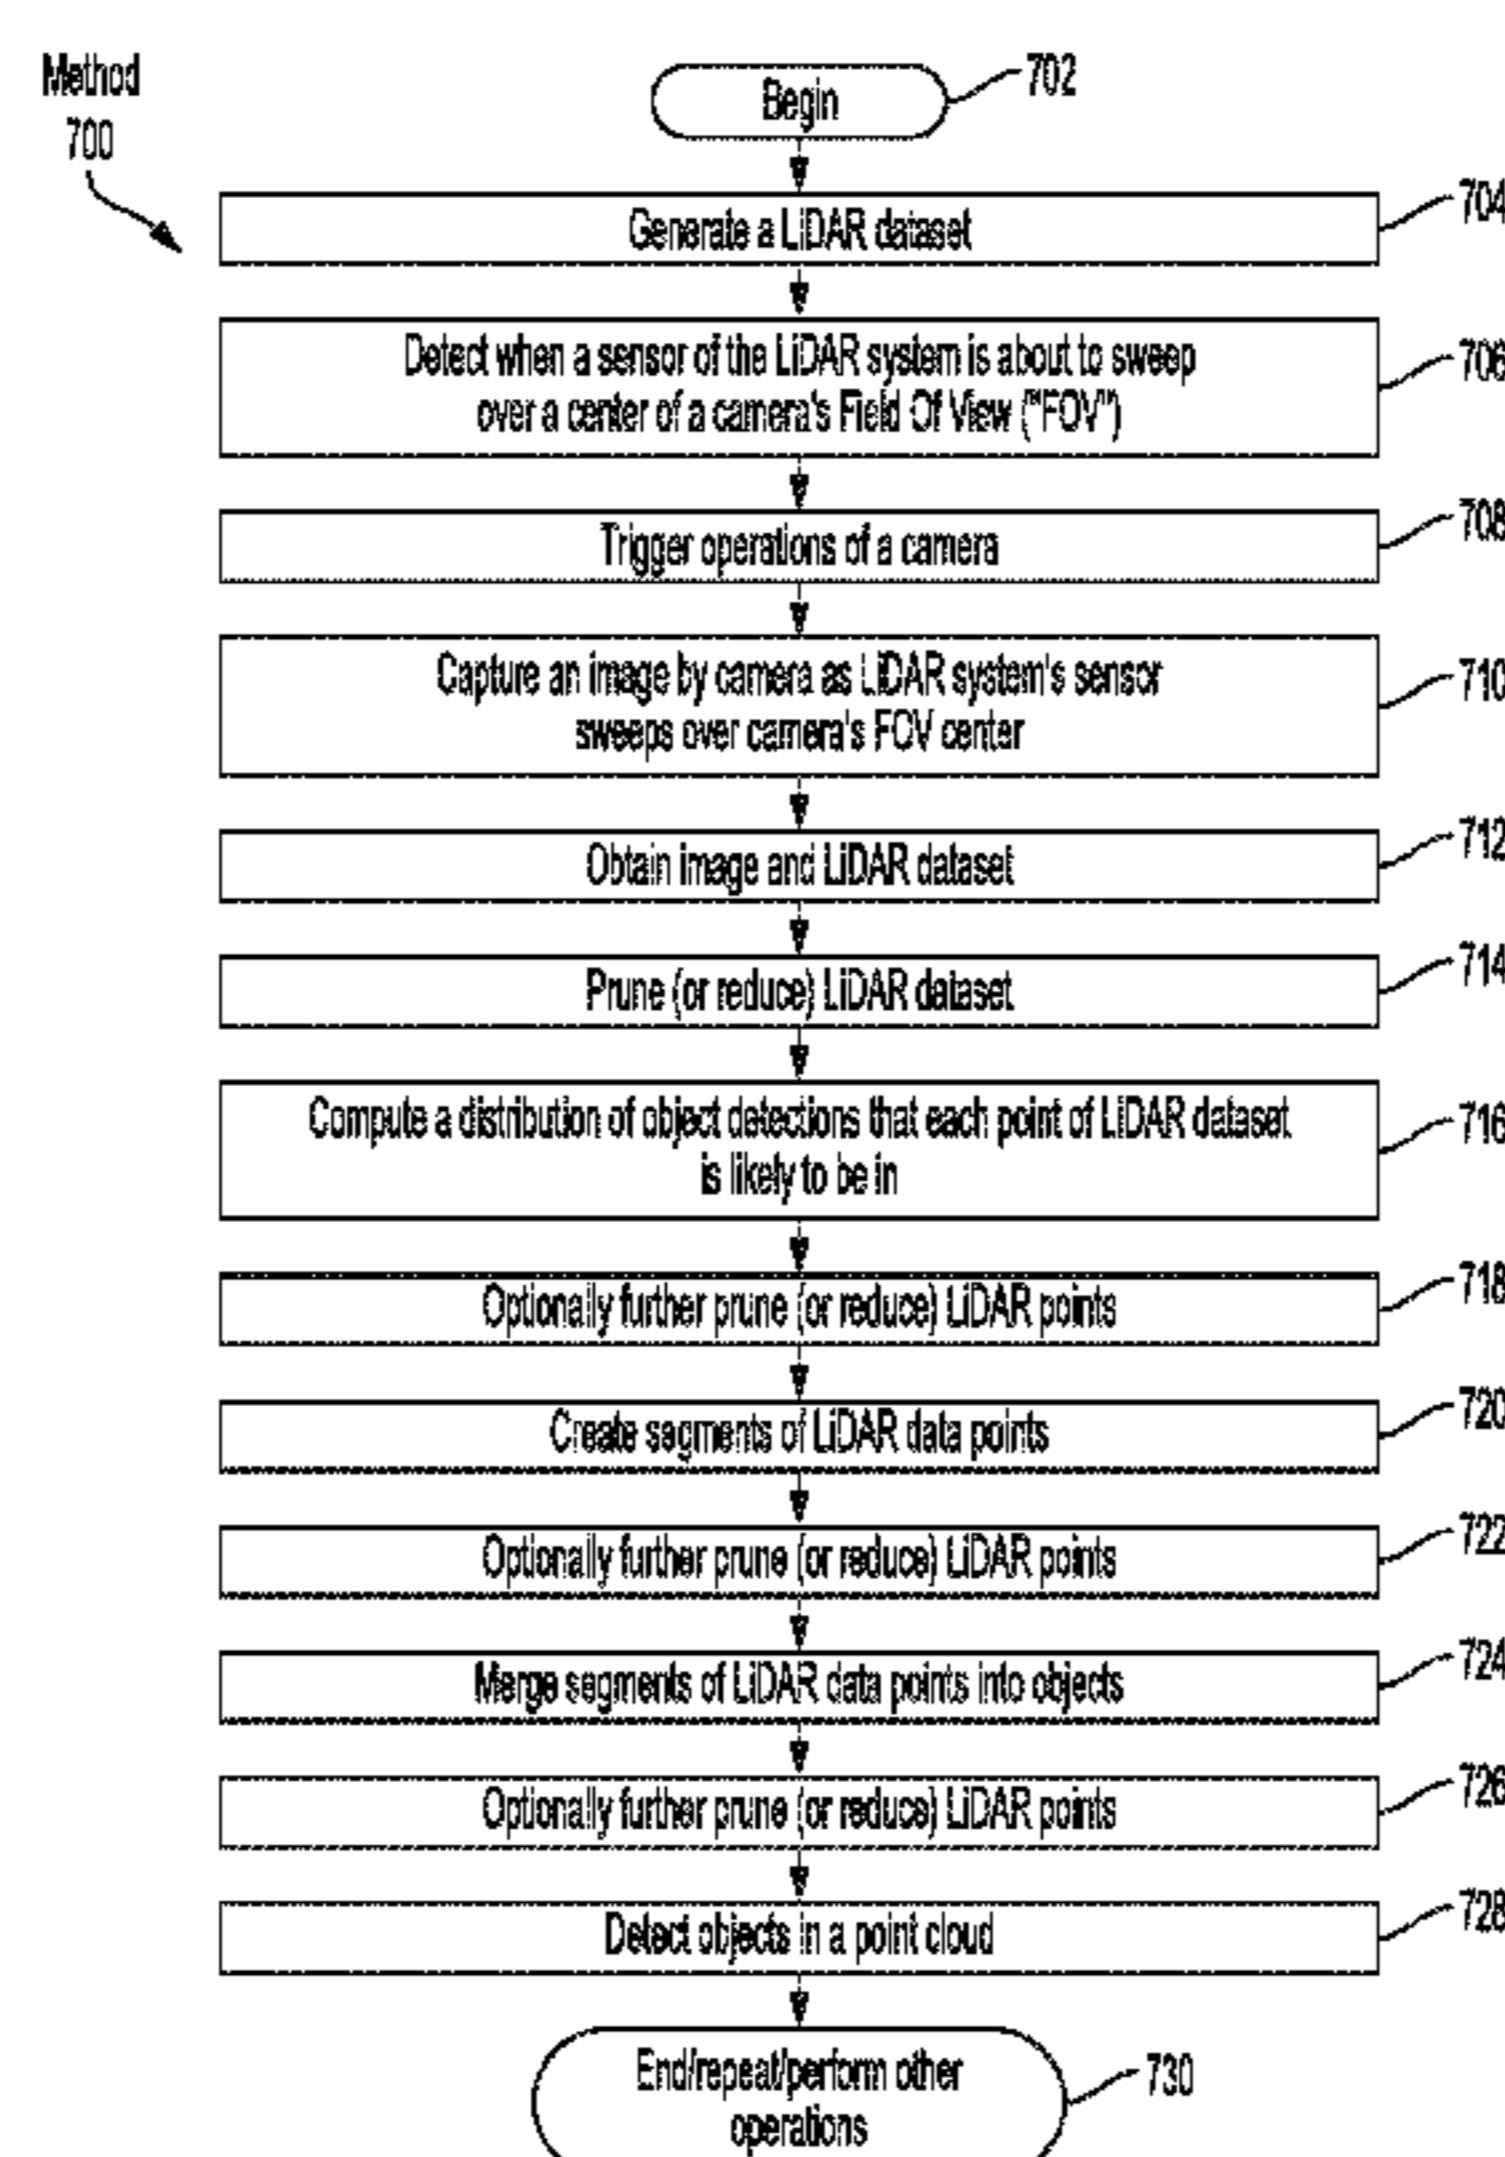 Method
700
Begin
702
Generate a LiDAR dataset
704
Detect when a sensor of the LiDAR system is about to sweep
over a center of a camera's Field Of View ("FOV")
706
Trigger operations of a camera
708
Capture an image by camera as LiDAR system's sensor
sweeps over camera's FOV center
710
Obtain image and LiDAR dataset
712
Prune (or reduce) LiDAR dataset
714
Compute a distribution of object detections that each point of LiDAR dataset
is likely to be in
716
Optionally further prune (or reduce) LiDAR points
718
Create segments of LiDAR data points
720
Optionally further prune (or reduce) LiDAR points
722
Merge segments of LiDAR data points into objects
724
Optionally further prune (or reduce) LiDAR points
726
Detect objects in a point cloud
728
End/repeat/perform other
operations
730